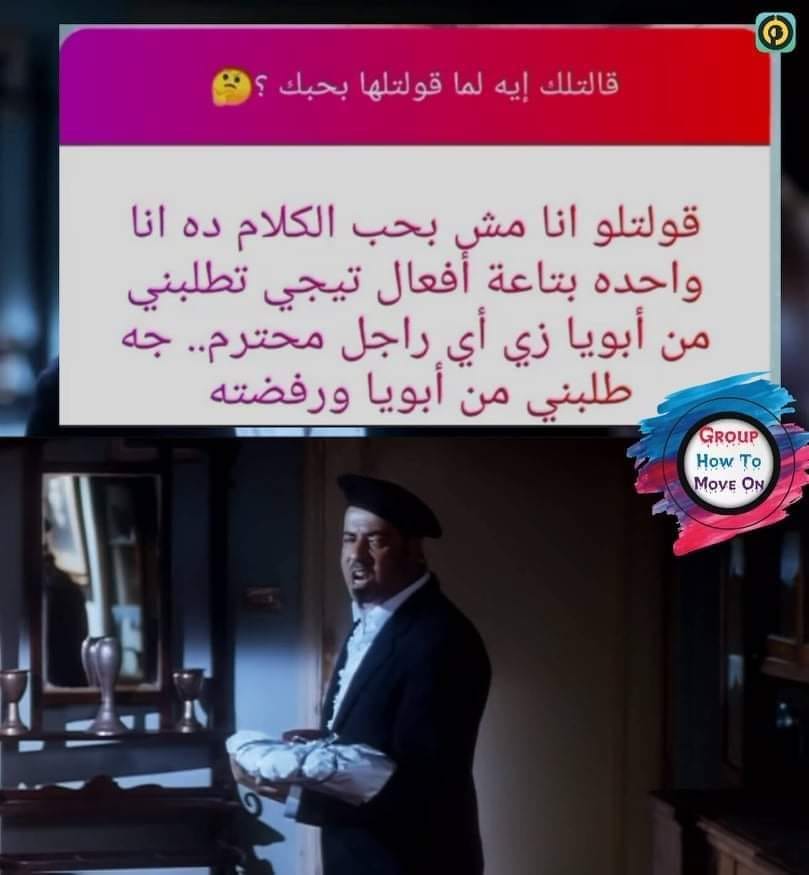 قالتلك إيه لما قولتلها بحبك ؟🤔
قولتلو انا مش بحب الكلام ده انا
واحده بتاعة أفعال تيجي تطلبني
من أبويا زي أي راجل محترم.. جه
طلبني من أبويا ورفضته
GROUP
HOW TO
MOVE ON